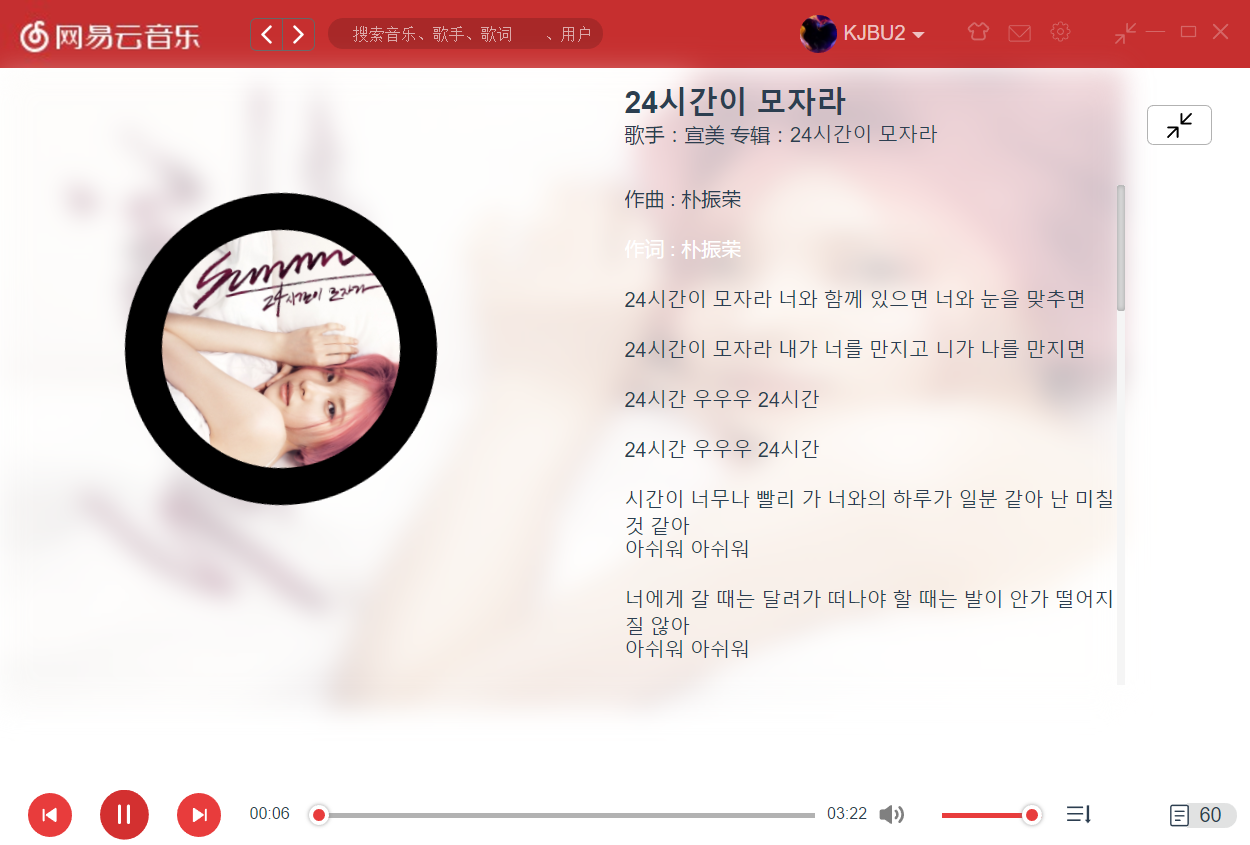 网易云音乐
搜索音乐、歌手、歌词 、用户
KJBU2
24시간이 모자라
歌手：宣美 专辑：24시간이 모자라
作曲 : 朴振荣
作词 : 朴振荣
24시간이 모자라 너와 함께 있으면 너와 눈을 맞추면
24시간이 모자라 내가 너를 만지고 니가 나를 만지면
24시간 우우우 24시간
24시간 우우우 24시간
시간이 너무나 빨리 가 너와의 하루가 일분 같아 난 미칠
것 같아
아쉬워 아쉬워
너에게 갈 때는 달려가 떠나야 할 때는 발이 안가 떨어지
질 않아
아쉬워 아쉬워
24시간이 모자라
00:06
03:22
60